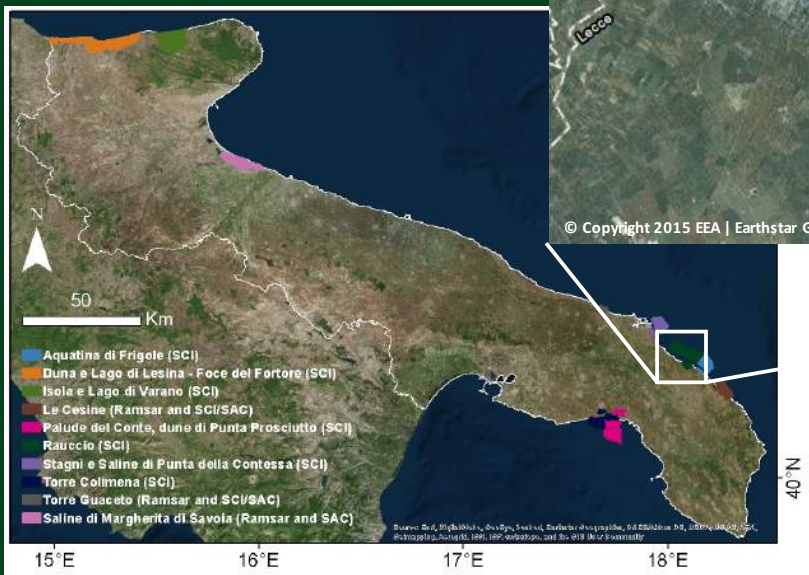 Lecce
© Copyright 2015 EEA | Earthstar G
N
50
Km
Aquatina di Frigole (SCI)
Duna e Lago di Lesina - Foce del Fortore (SCI)
Isola e Lago di Varano (SCI)
Le Cesine (Ramsar and SCI/SAC)
Palude del Conte, dune di Punta Prosciutto (SCI)
Rauccio (SCI)
Stagni e Saline di Punta della Contessa (SCI)
Torre Colimena (SCI)
Torre Guaceto (Ramsar and SCI/SAC)
Saline di Margherita di Savoia (Ramsar and SAC)
40°N
15°E
16°E
17°E
18°E